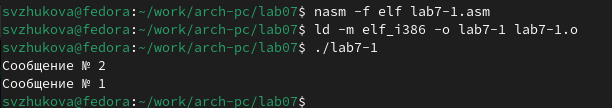 svzhukova@fedora:~/work/arch-pc/lab07$ nasm -f elf lab7-1.asm
svzhukova@fedora:~/work/arch-pc/lab07$ ld -m elf_i386 -o lab7-1 lab7-1.o
svzhukova@fedora:~/work/arch-pc/lab07$ ./lab7-1
Сообщение № 2
Сообщение № 1
svzhukova@fedora:~/work/arch-pc/lab07$